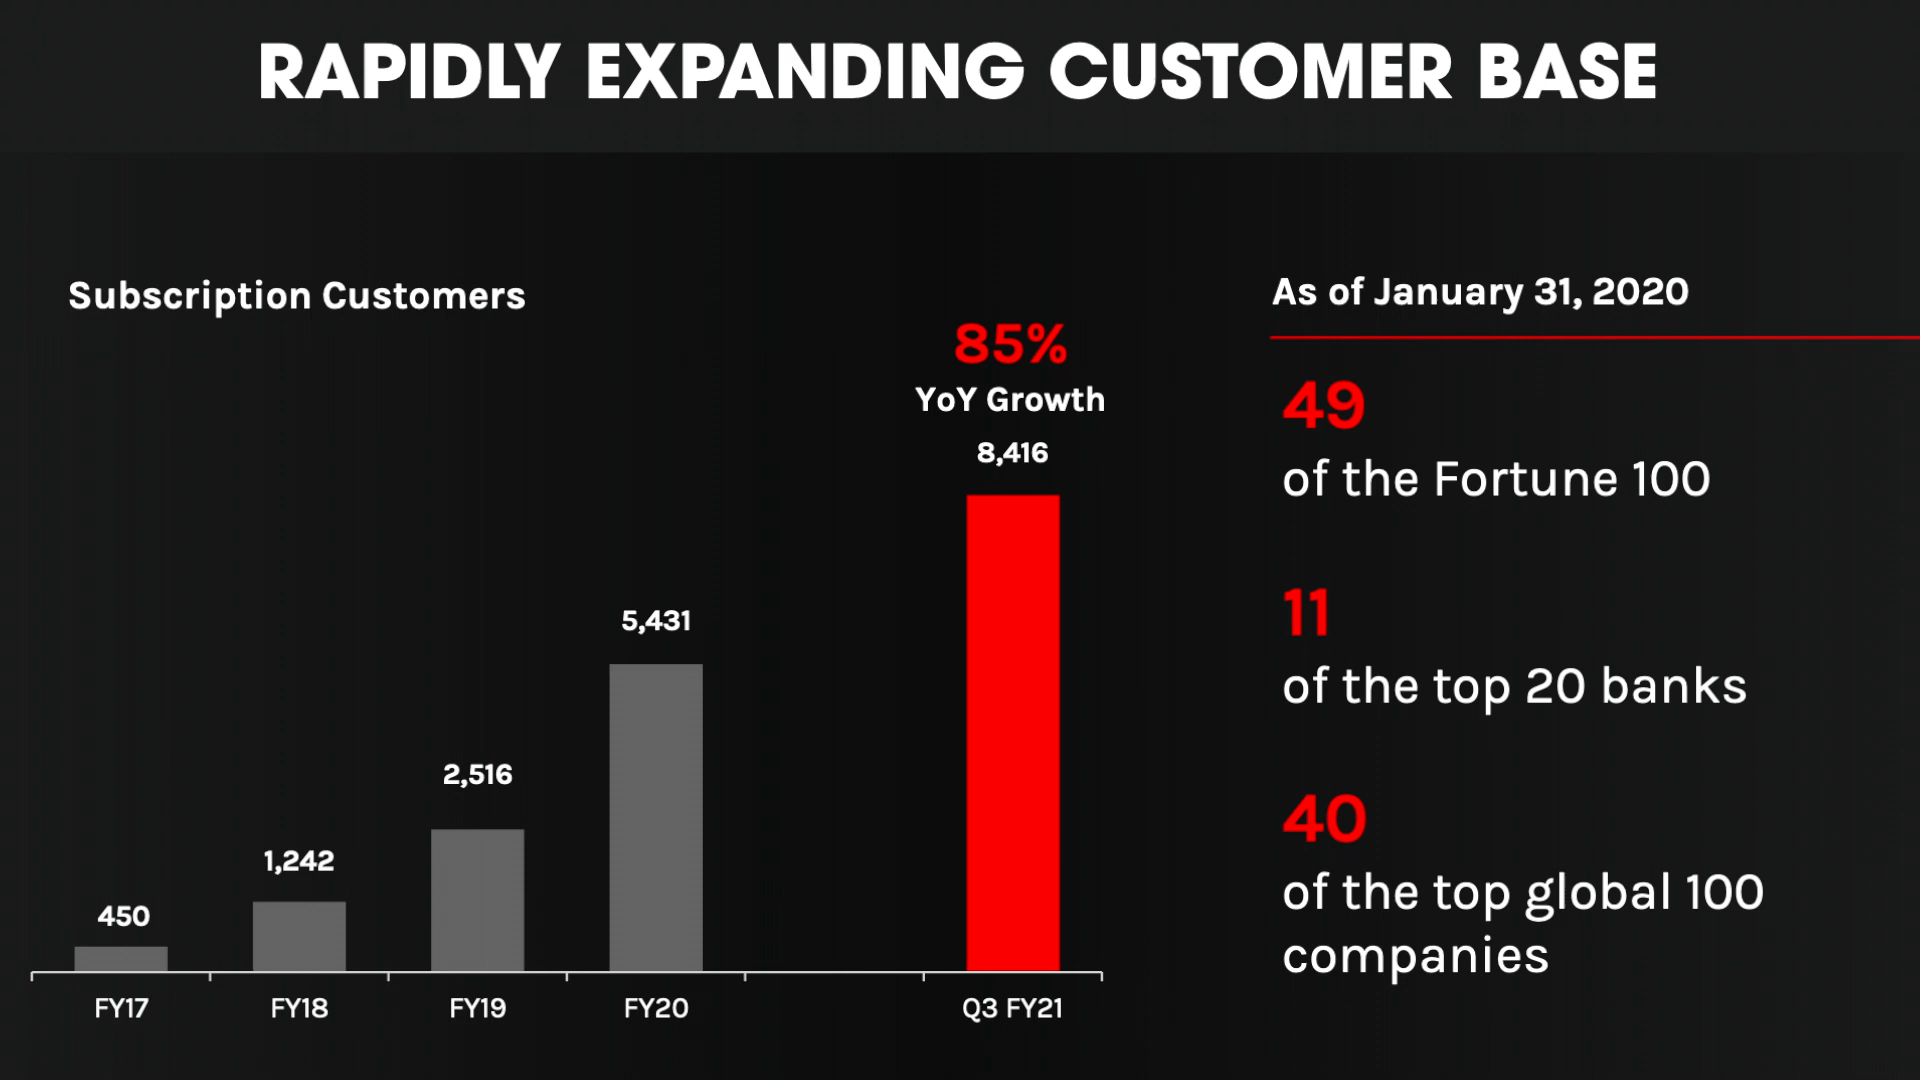 RAPIDLY EXPANDING CUSTOMER BASE
Subscription Customers
85%
YoY Growth
8,416
5,431
2,516
1,242
450
FY17
FY18
FY19
FY20
Q3 FY21
As of January 31, 2020
49
of the Fortune 100
11
of the top 20 banks
40
of the top global 100
companies